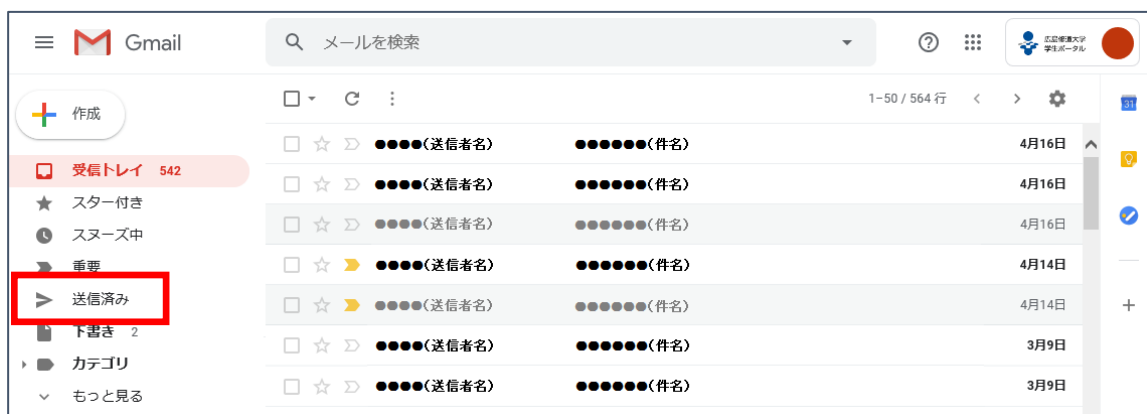 Gmail
メールを検索
広島修道大学
学生ポータル
作成
1-50 / 564 行
31
受信トレイ 542
スター付き
スヌーズ中
重要
送信済み
下書き 2
カテゴリ
もっと見る
●●●●(送信者名) ●●●●●●(件名) 4月16日
●●●●(送信者名) ●●●●●●(件名) 4月16日
●●●●(送信者名) ●●●●●●(件名) 4月16日
●●●●(送信者名) ●●●●●●(件名) 4月14日
●●●●(送信者名) ●●●●●●(件名) 4月14日
●●●●(送信者名) ●●●●●●(件名) 3月9日
●●●●(送信者名) ●●●●●●(件名) 3月9日